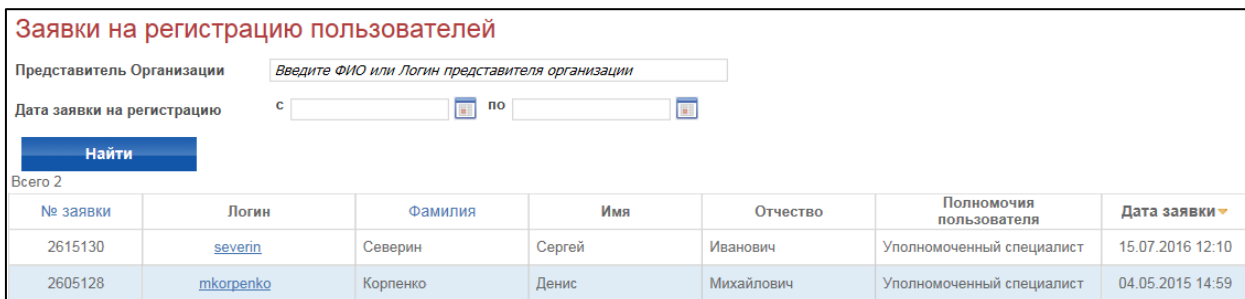 Заявки на регистрацию пользователей
Представитель Организации Введите ФИО или Логин представителя организации
Дата заявки на регистрацию с по
Найти
Всего 2
№ заявки Логин Фамилия Имя Отчество Полномочия пользователя Дата заявки
2615130 severin Северин Сергей Иванович Уполномоченный специалист 15.07.2016 12:10
2605128 mkorpenko Корпенко Денис Михайлович Уполномоченный специалист 04.05.2015 14:59